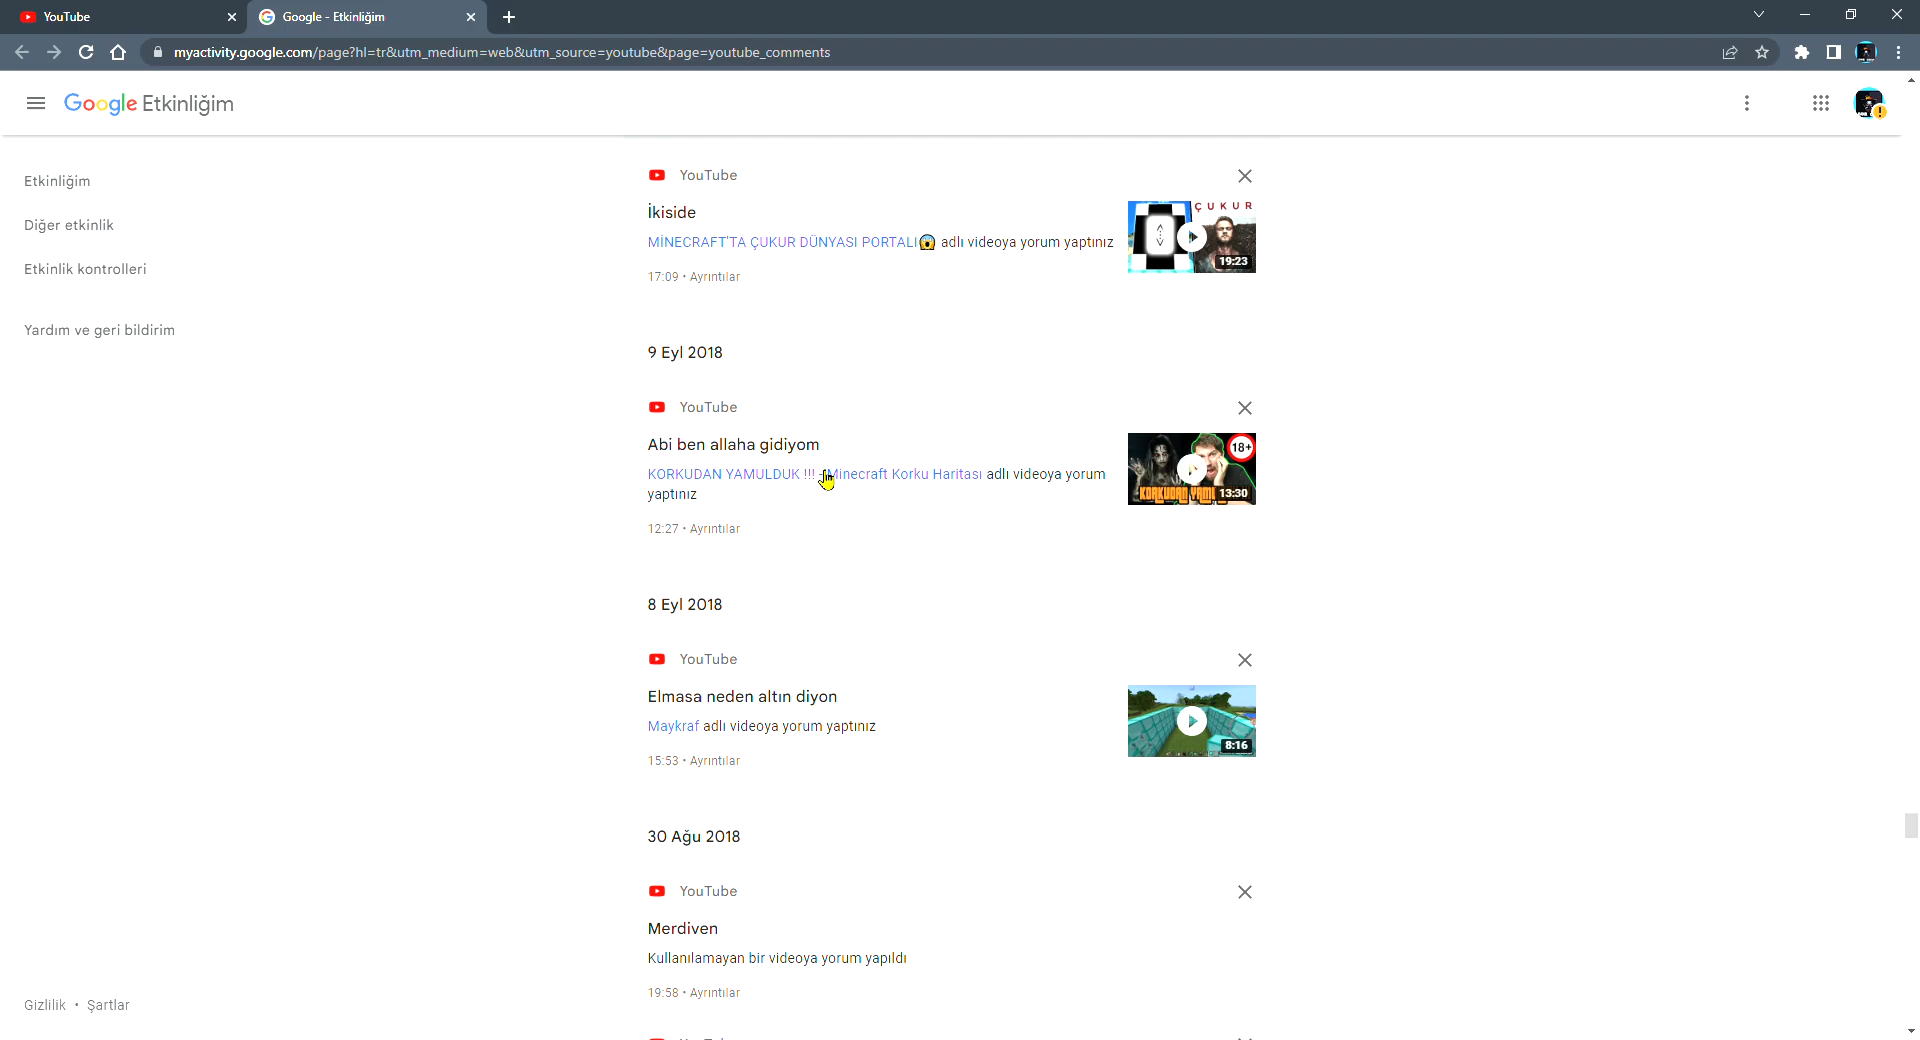 YouTube
Google - Etkinliğim
myactivity.google.com/page?hl=tr&utm_medium=web&utm_source=youtube&page=youtube_comments
Google Etkinliğim
Etkinliğim
Diğer etkinlik
Etkinlik kontrolleri
Yardım ve geri bildirim
YouTube
İkiside
MİNECRAFT'TA ÇUKUR DÜNYASI PORTALI😱 adlı videoya yorum yaptınız
17:09 • Ayrıntılar
ÇUKUR
19:23
9 Eyl 2018
YouTube
Abi ben allaha gidiyom
KORKUDAN YAMULDUK !!! - Minecraft Korku Haritası adlı videoya yorum
yaptınız
12:27 • Ayrıntılar
18+
KORKUDAN
13:30
8 Eyl 2018
YouTube
Elmasa neden altın diyon
Maykraf adlı videoya yorum yaptınız
15:53 • Ayrıntılar
8:16
30 Ağu 2018
YouTube
Merdiven
Kullanılamayan bir videoya yorum yapıldı
19:58 • Ayrıntılar
Gizlilik • Şartlar